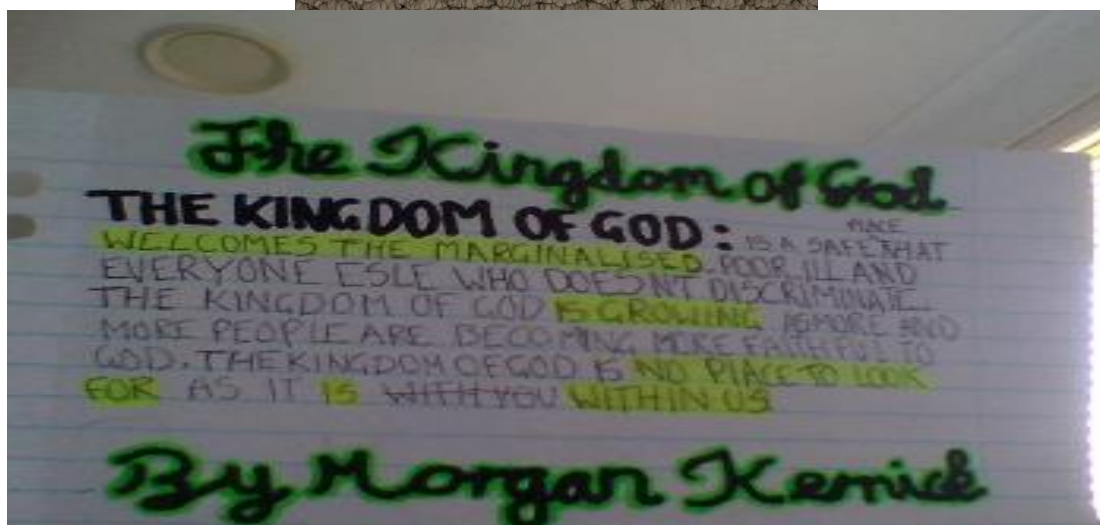 The Kingdom of God
THE KINGDOM OF GOD: IS A SAFE PLACE THAT
WELCOMES THE MARGINALISED, POOR, ILL AND
EVERYONE ESLE WHO DOESN'T DISCRIMINATE.
THE KINGDOM OF GOD IS GROWING AS MORE AND
MORE PEOPLE ARE BECOMING MORE FAITHFUL TO
GOD. THE KINGDOM OF GOD IS NO PLACE TO LOOK
FOR AS IT IS WITH YOU WITHIN US
By Morgan Kernick